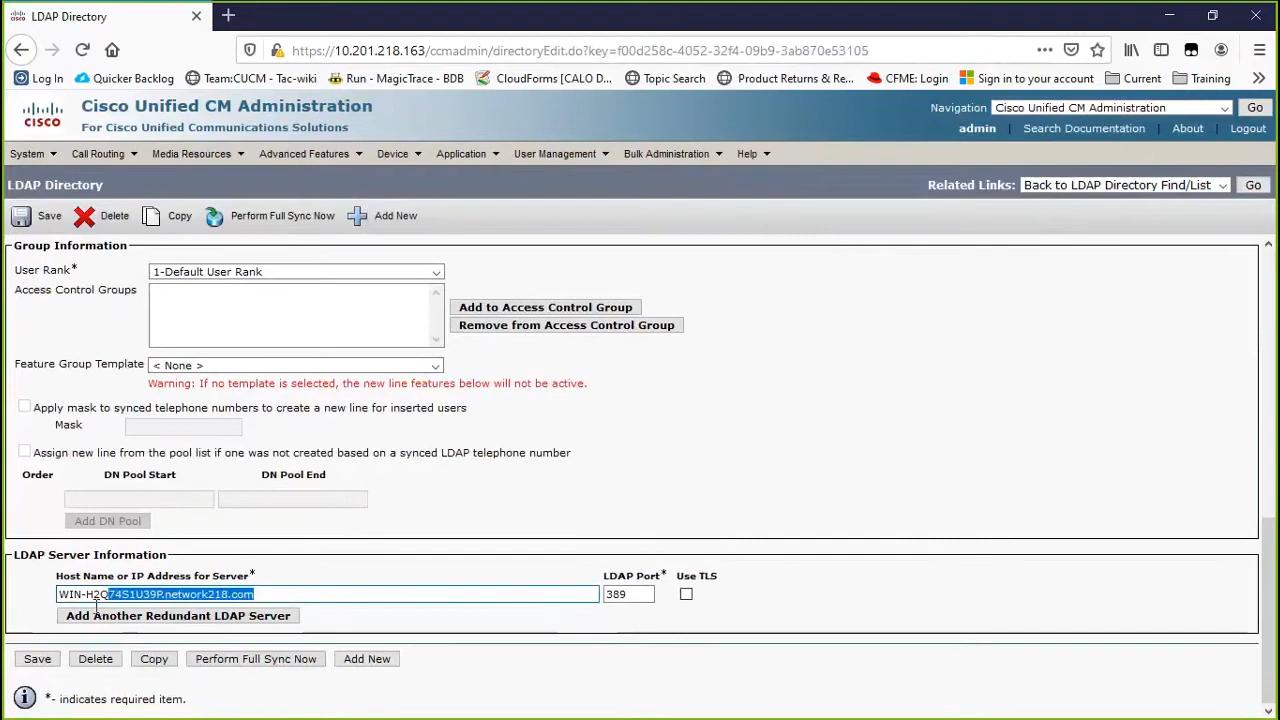 LDAP Directory
https://10.201.218.163/ccmadmin/directoryEdit.do?key=f00d258c-4052-32f4-09b9-3ab870e53105
Log In Quicker Backlog Team:CUCM - Tac-wiki Run - MagicTrace - BDB CloudForms [CALO D... Topic Search Product Returns & Re... CFME: Login Sign in to your account Current Training
Cisco Unified CM Administration
For Cisco Unified Communications Solutions
CISCO
Navigation Cisco Unified CM Administration Go
admin | Search Documentation | About | Logout
System Call Routing Media Resources Advanced Features Device Application User Management Bulk Administration Help
LDAP Directory Related Links: Back to LDAP Directory Find/List Go
Save Delete Copy Perform Full Sync Now Add New
Group Information
User Rank* 1-Default User Rank
Access Control Groups
Add to Access Control Group
Remove from Access Control Group
Feature Group Template < None >
Warning: If no template is selected, the new line features below will not be active.
Apply mask to synced telephone numbers to create a new line for inserted users
Mask
Assign new line from the pool list if one was not created based on a synced LDAP telephone number
Order DN Pool Start DN Pool End
Add DN Pool
LDAP Server Information
Host Name or IP Address for Server* LDAP Port* Use TLS
WIN-H2Q74S1U39P.network218.com 389
Add Another Redundant LDAP Server
Save Delete Copy Perform Full Sync Now Add New
*- indicates required item.